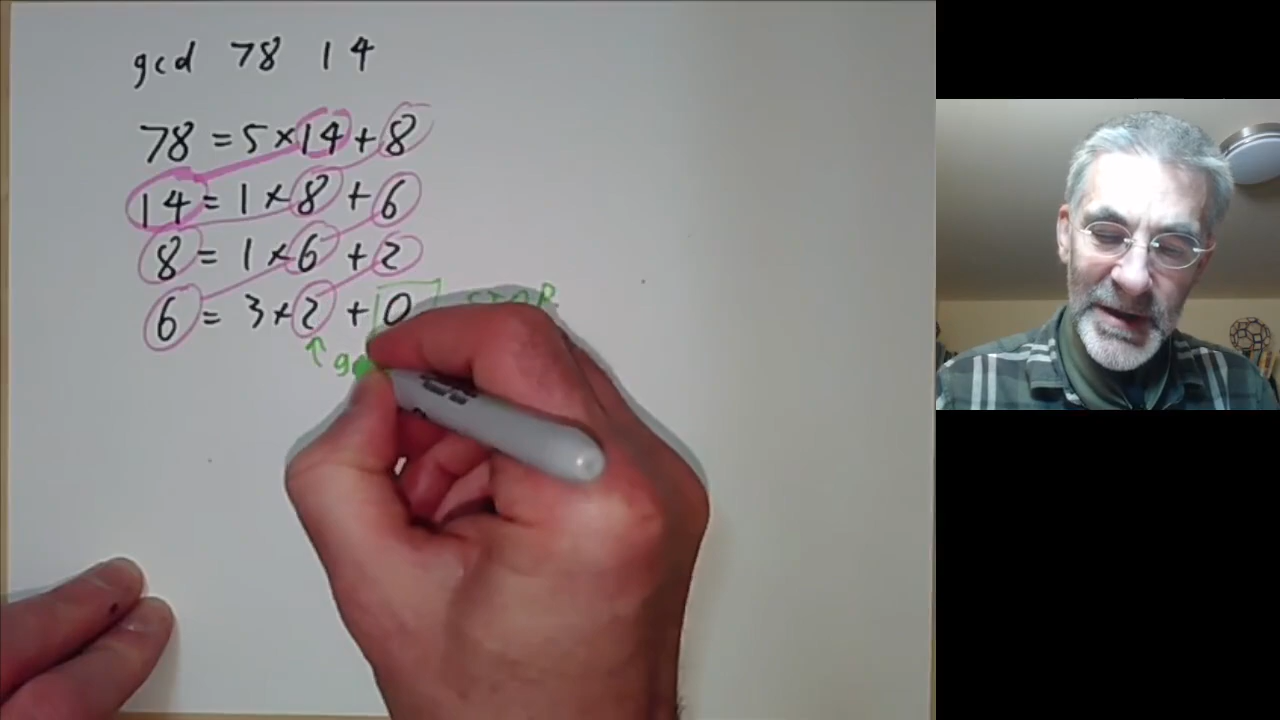 gcd 78 14
78 = 5 × 14 + 8
14 = 1 × 8 + 6
8 = 1 × 6 + 2
6 = 3 × 2 + 0
↑